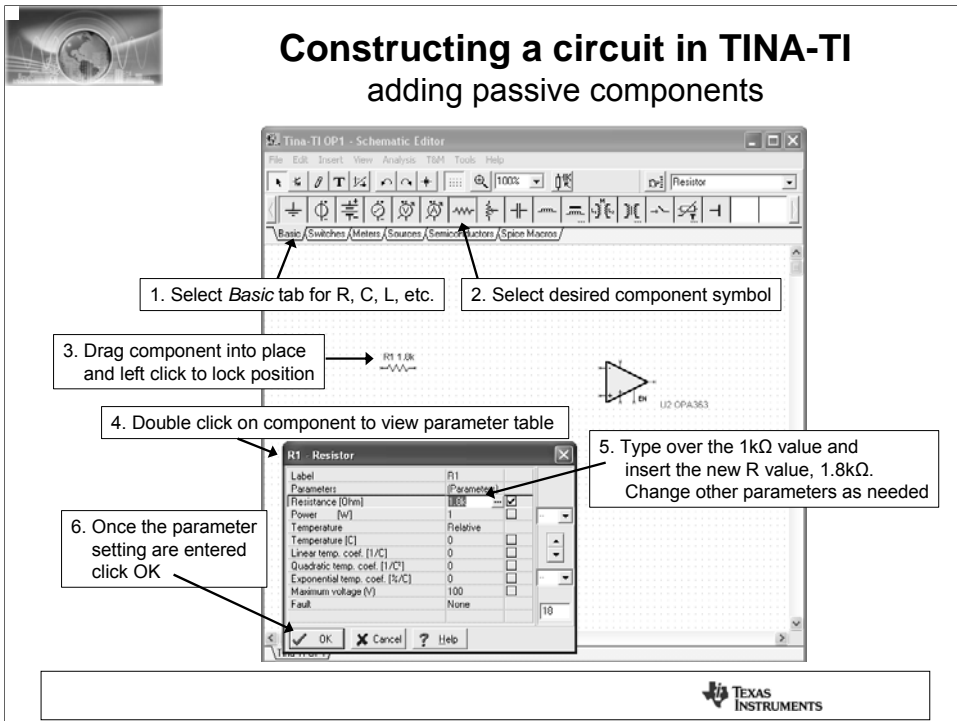 Constructing a circuit in TINA-TI
adding passive components
Tina-TI OP1 - Schematic Editor
File Edit Insert View Analysis T&M Tools Help
100%
Resistor
Basic Switches Meters Sources Semiconductors Spice Macros
1. Select Basic tab for R, C, L, etc.
2. Select desired component symbol
3. Drag component into place
and left click to lock position
R1 1.8k
EN
U2 OPA363
4. Double click on component to view parameter table
5. Type over the 1kΩ value and
insert the new R value, 1.8kΩ.
Change other parameters as needed
R1 - Resistor
Label R1
Parameters (Parameters)
Resistance [Ohm] 1.8k ...
Power [W] 1
Temperature Relative
Temperature [C] 0
Linear temp. coef. [1/C] 0
Quadratic temp. coef. [1/C²] 0
Exponential temp. coef. [%/C] 0
Maximum voltage (V) 100
Fault None
10
6. Once the parameter
setting are entered
click OK
OK Cancel Help
TEXAS
INSTRUMENTS